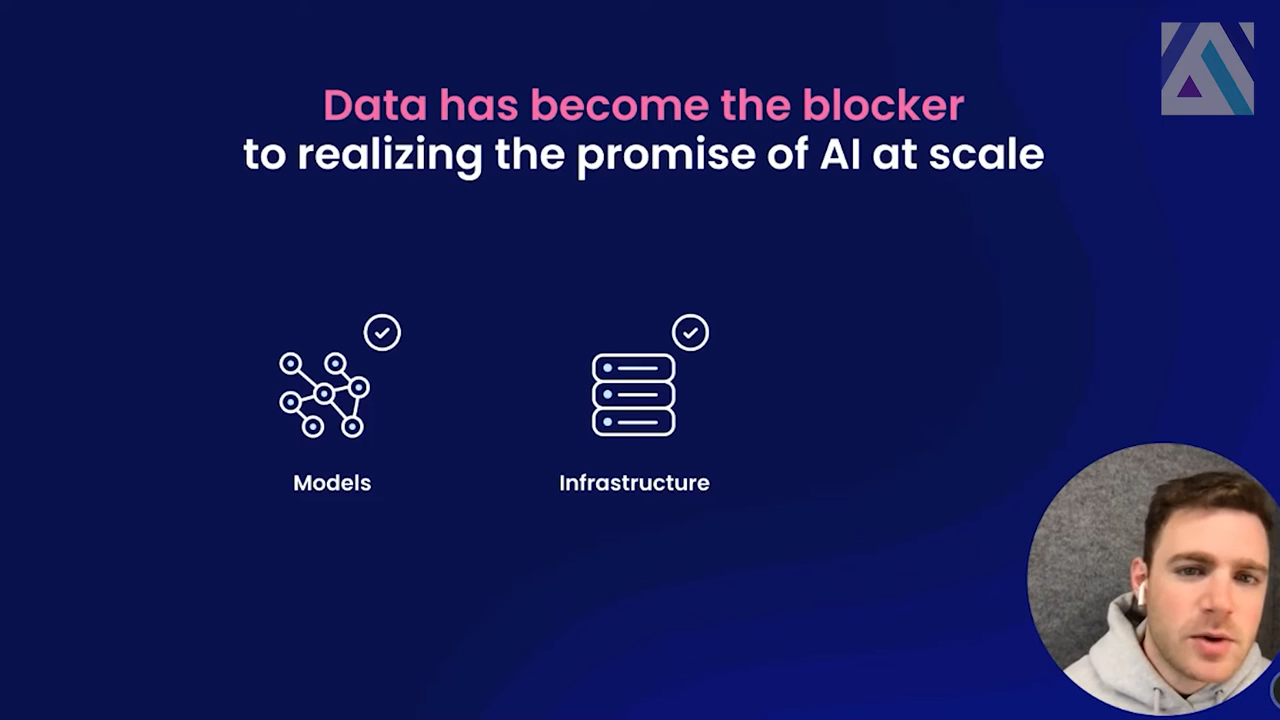 Data has become the blocker
to realizing the promise of AI at scale
Models
Infrastructure